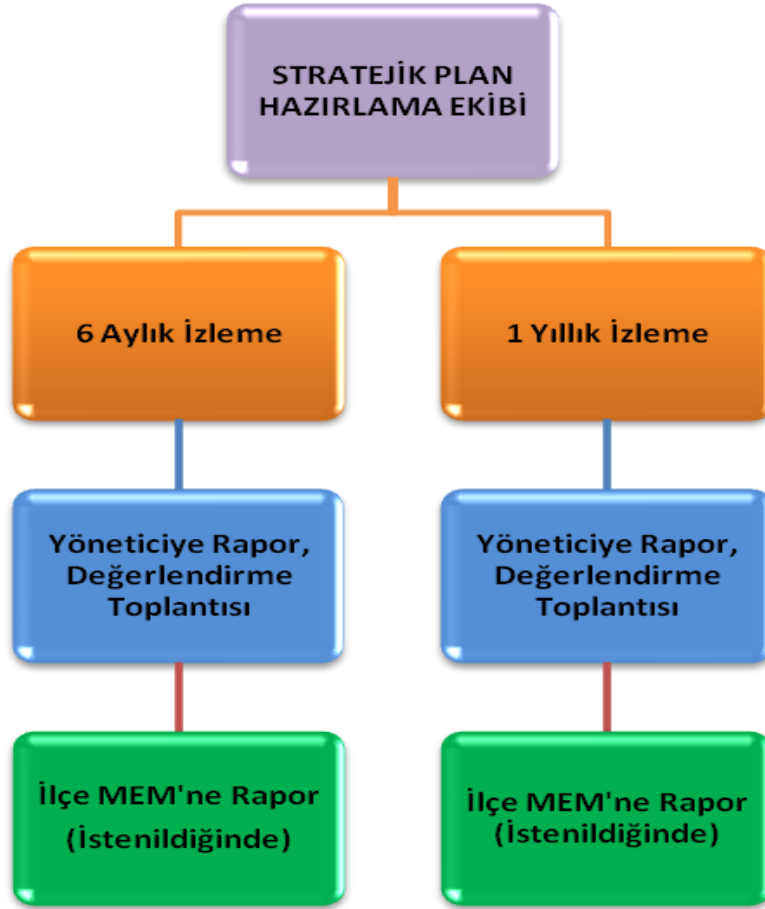 STRATEJİK PLAN
HAZIRLAMA EKİBİ
6 Aylık İzleme
1 Yıllık İzleme
Yöneticiye Rapor,
Değerlendirme
Toplantısı
Yöneticiye Rapor,
Değerlendirme
Toplantısı
İlçe MEM'ne Rapor
(İstenildiğinde)
İlçe MEM'ne Rapor
(İstenildiğinde)